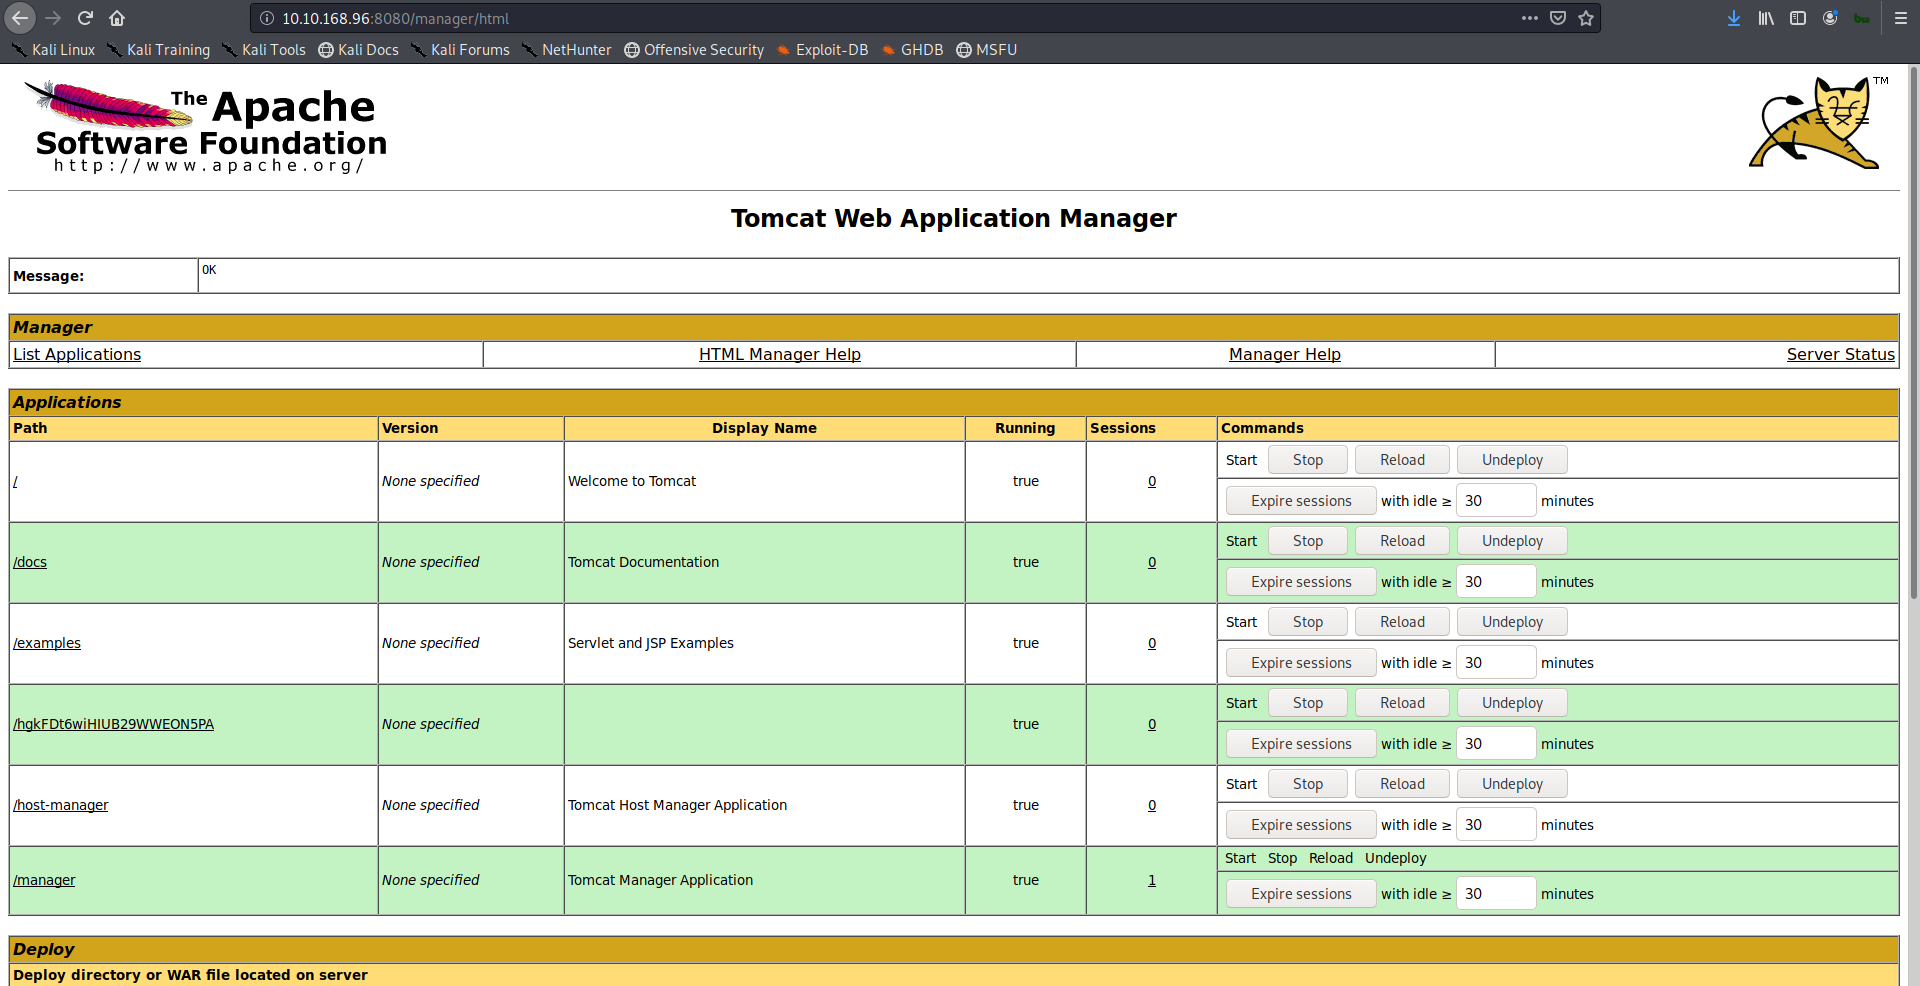 10.10.168.96:8080/manager/html
Kali Linux Kali Training Kali Tools Kali Docs Kali Forums NetHunter Offensive Security Exploit-DB GHDB MSFU
The Apache
Software Foundation
http://www.apache.org/
TM
Tomcat Web Application Manager
Message: OK
Manager
List Applications HTML Manager Help Manager Help Server Status
Applications
Path Version Display Name Running Sessions Commands
/ None specified Welcome to Tomcat true 0 Start Stop Reload Undeploy
Expire sessions with idle ≥ 30 minutes
/docs None specified Tomcat Documentation true 0 Start Stop Reload Undeploy
Expire sessions with idle ≥ 30 minutes
/examples None specified Servlet and JSP Examples true 0 Start Stop Reload Undeploy
Expire sessions with idle ≥ 30 minutes
/hgkFDt6wiHIUB29WWEON5PA None specified true 0 Start Stop Reload Undeploy
Expire sessions with idle ≥ 30 minutes
/host-manager None specified Tomcat Host Manager Application true 0 Start Stop Reload Undeploy
Expire sessions with idle ≥ 30 minutes
/manager None specified Tomcat Manager Application true 1 Start Stop Reload Undeploy
Expire sessions with idle ≥ 30 minutes
Deploy
Deploy directory or WAR file located on server